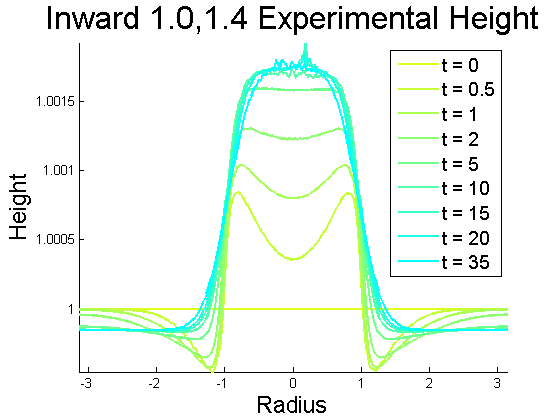 Inward 1.0,1.4 Experimental Height
1.0015
1.001
1.0005
1
Height
-3
-2
-1
0
1
2
3
Radius
t = 0
t = 0.5
t = 1
t = 2
t = 5
t = 10
t = 15
t = 20
t = 35